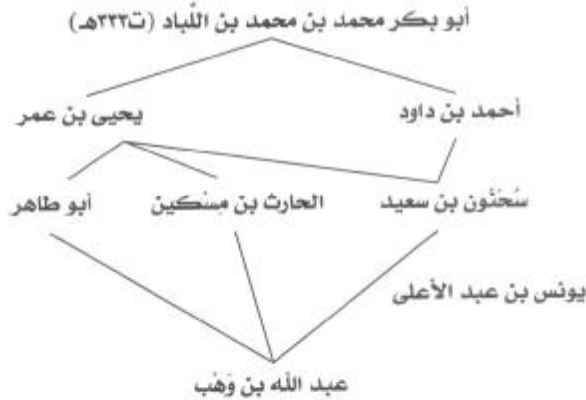 أبو بكر محمد بن محمد بن اللّباد (ت٣٣٣هـ)
أحمد بن داود يحيى بن عمر
سُحْنُون بن سعيد الحارث بن مِسْكين أبو طاهر
يونس بن عبد الأعلى
عبد الله بن وَهْب